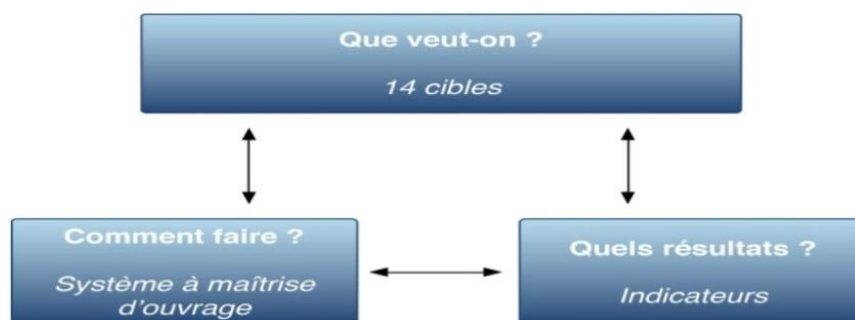 Que veut-on ?
14 cibles
Comment faire ?
Système à maîtrise
d'ouvrage
Quels résultats ?
Indicateurs